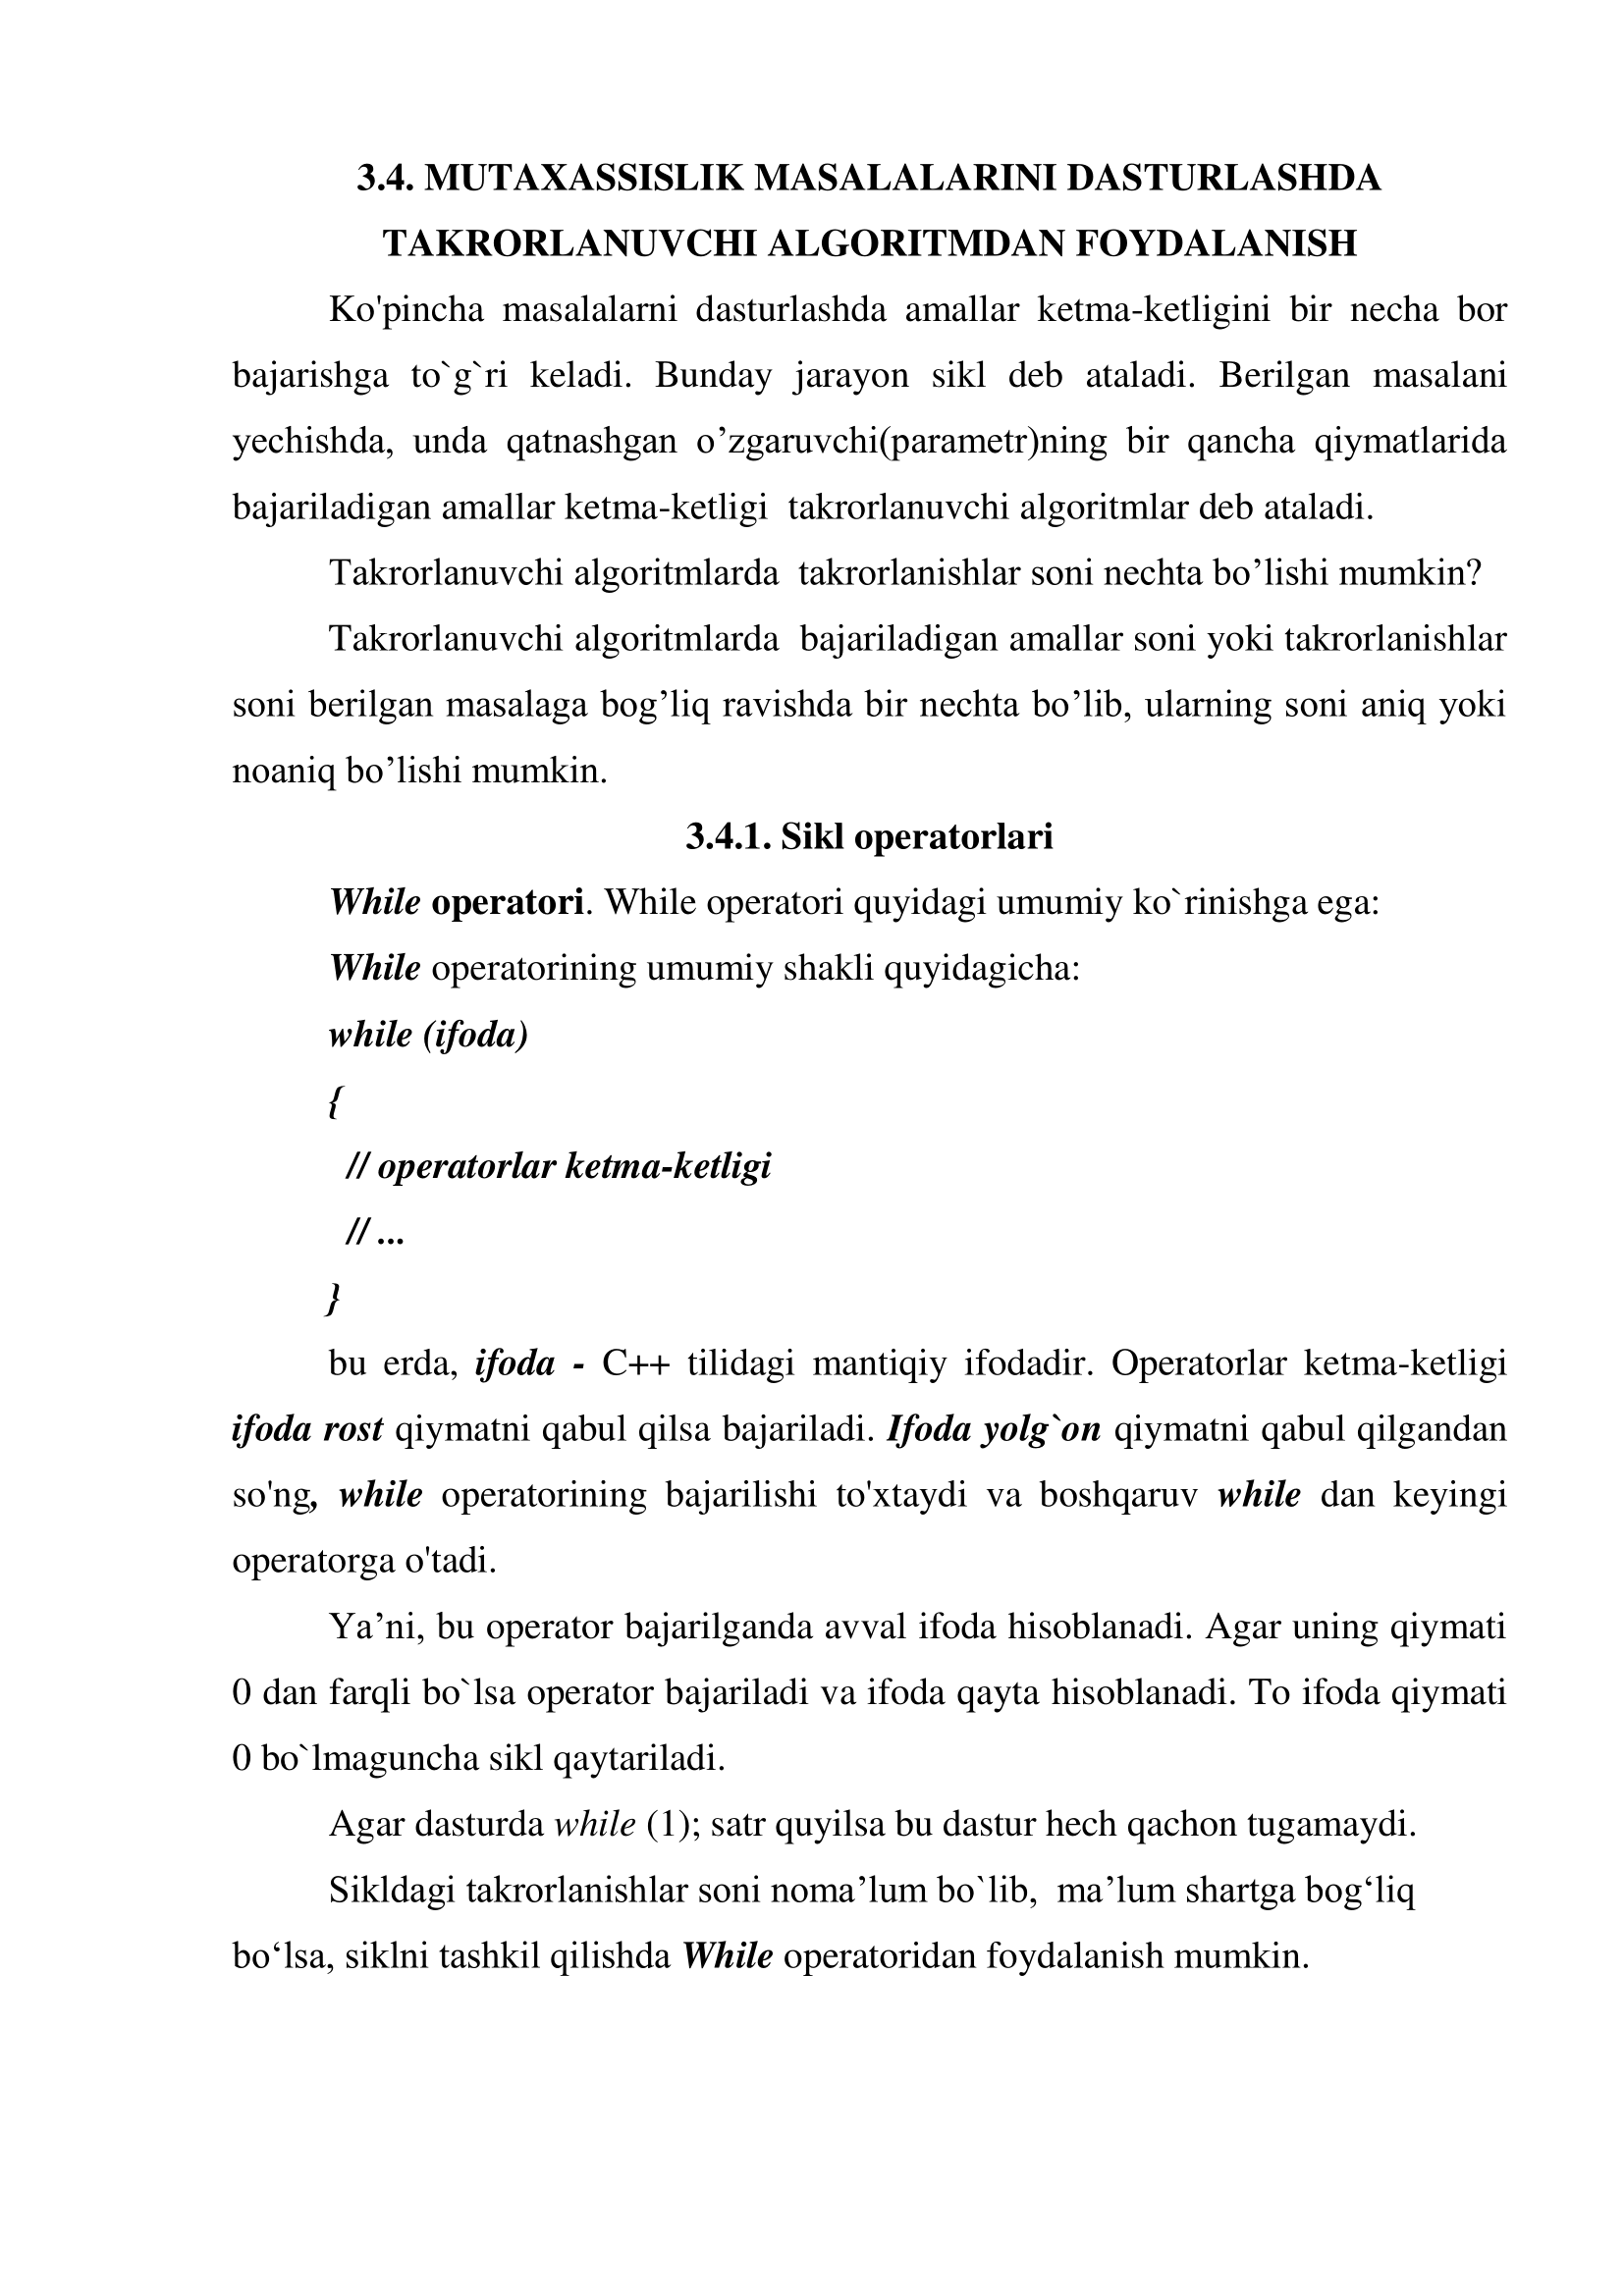 3.4. MUTAXASSISLIK MASALALARINI DASTURLASHDA
TAKRORLANUVCHI ALGORITMDAN FOYDALANISH
Ko'pincha masalalarni dasturlashda amallar ketma-ketligini bir necha bor
bajarishga to`g`ri keladi. Bunday jarayon sikl deb ataladi. Berilgan masalani
yechishda, unda qatnashgan o’zgaruvchi(parametr)ning bir qancha qiymatlarida
bajariladigan amallar ketma-ketligi  takrorlanuvchi algoritmlar deb ataladi.
Takrorlanuvchi algoritmlarda  takrorlanishlar soni nechta bo’lishi mumkin?
Takrorlanuvchi algoritmlarda  bajariladigan amallar soni yoki takrorlanishlar
soni berilgan masalaga bog’liq ravishda bir nechta bo’lib, ularning soni aniq yoki
noaniq bo’lishi mumkin.
3.4.1. Sikl operatorlari
While operatori. While operatori quyidagi umumiy ko`rinishga ega:
While operatorining umumiy shakli quyidagicha:
while (ifoda)
{
// operatorlar ketma-ketligi
// ...
}
bu erda, ifoda - C++ tilidagi mantiqiy ifodadir. Operatorlar ketma-ketligi
ifoda rost qiymatni qabul qilsa bajariladi. Ifoda yolg`on qiymatni qabul qilgandan
so'ng, while operatorining bajarilishi to'xtaydi va boshqaruv while dan keyingi
operatorga o'tadi.
Ya’ni, bu operator bajarilganda avval ifoda hisoblanadi. Agar uning qiymati
0 dan farqli bo`lsa operator bajariladi va ifoda qayta hisoblanadi. To ifoda qiymati
0 bo`lmaguncha sikl qaytariladi.
Agar dasturda while (1); satr quyilsa bu dastur hech qachon tugamaydi.
Sikldagi takrorlanishlar soni noma’lum bo`lib,  ma’lum shartga bog‘liq
bo‘lsa, siklni tashkil qilishda While operatoridan foydalanish mumkin.